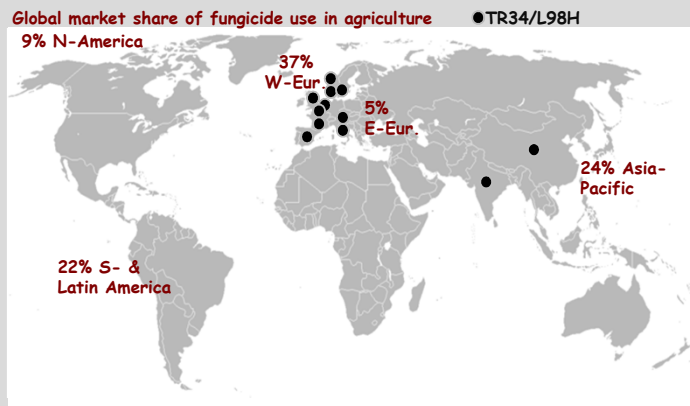 Global market share of fungicide use in agriculture
TR34/L98H
9% N-America
37%
W-Eur.
5%
E-Eur.
24% Asia-
Pacific
22% S- &
Latin America